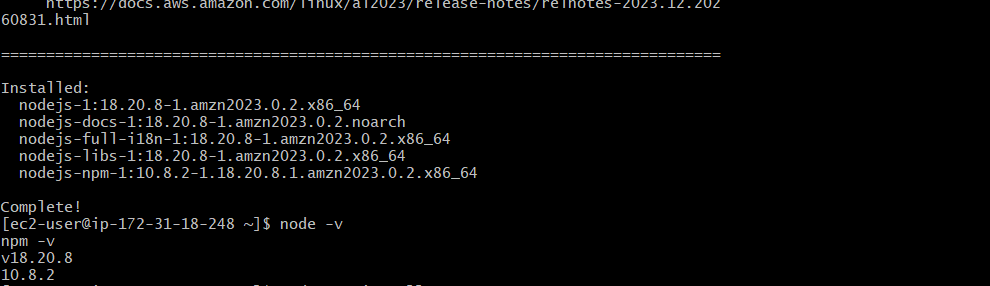 https://docs.aws.amazon.com/linux/al2023/release-notes/relnotes-2023.12.202
60831.html
================================================================================
Installed:
nodejs-1:18.20.8-1.amzn2023.0.2.x86_64
nodejs-docs-1:18.20.8-1.amzn2023.0.2.noarch
nodejs-full-i18n-1:18.20.8-1.amzn2023.0.2.x86_64
nodejs-libs-1:18.20.8-1.amzn2023.0.2.x86_64
nodejs-npm-1:10.8.2-1.18.20.8.1.amzn2023.0.2.x86_64
Complete!
[ec2-user@ip-172-31-18-248 ~]$ node -v
npm -v
v18.20.8
10.8.2